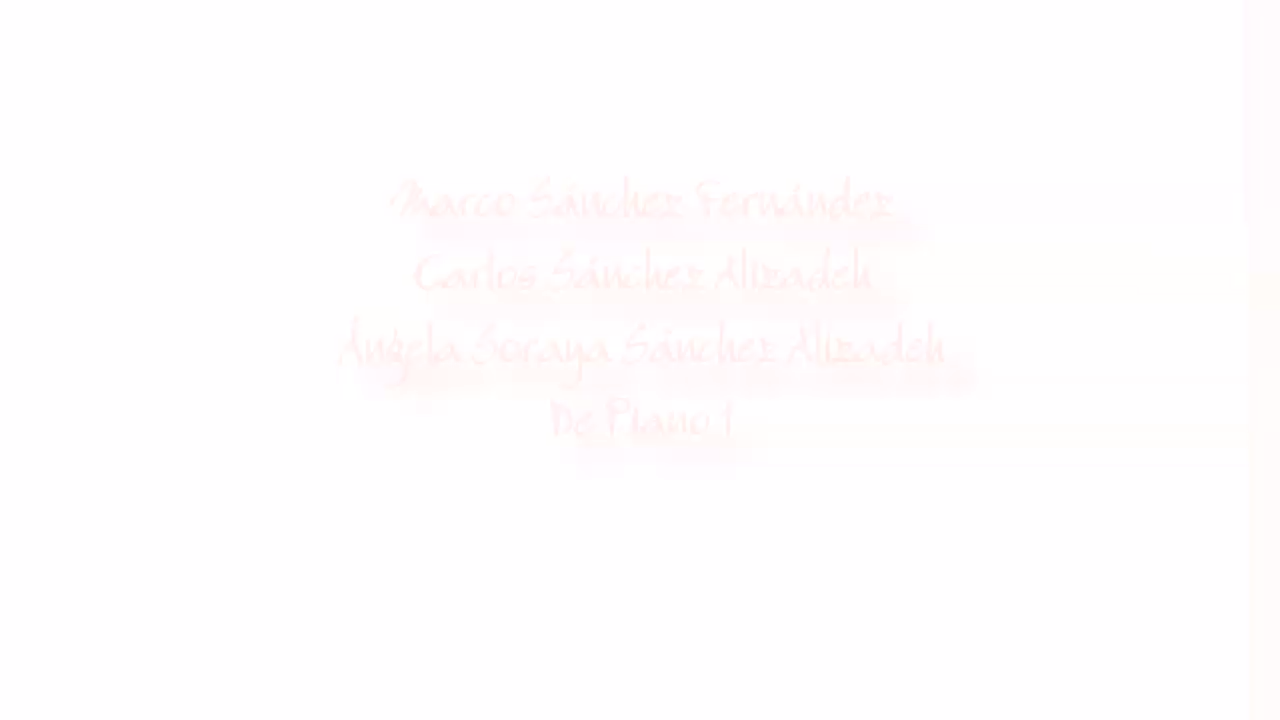 Marco Sánchez Fernández
Carlos Sánchez Alizadeh
Ángela Soraya Sánchez Alizadeh
De Piano 1